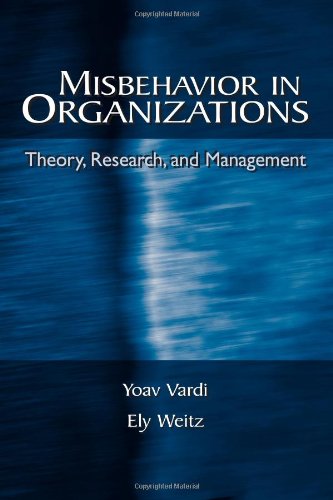 Misbehavior in
Organizations
Theory, Research, and Management
Yoav Vardi
Ely Weitz